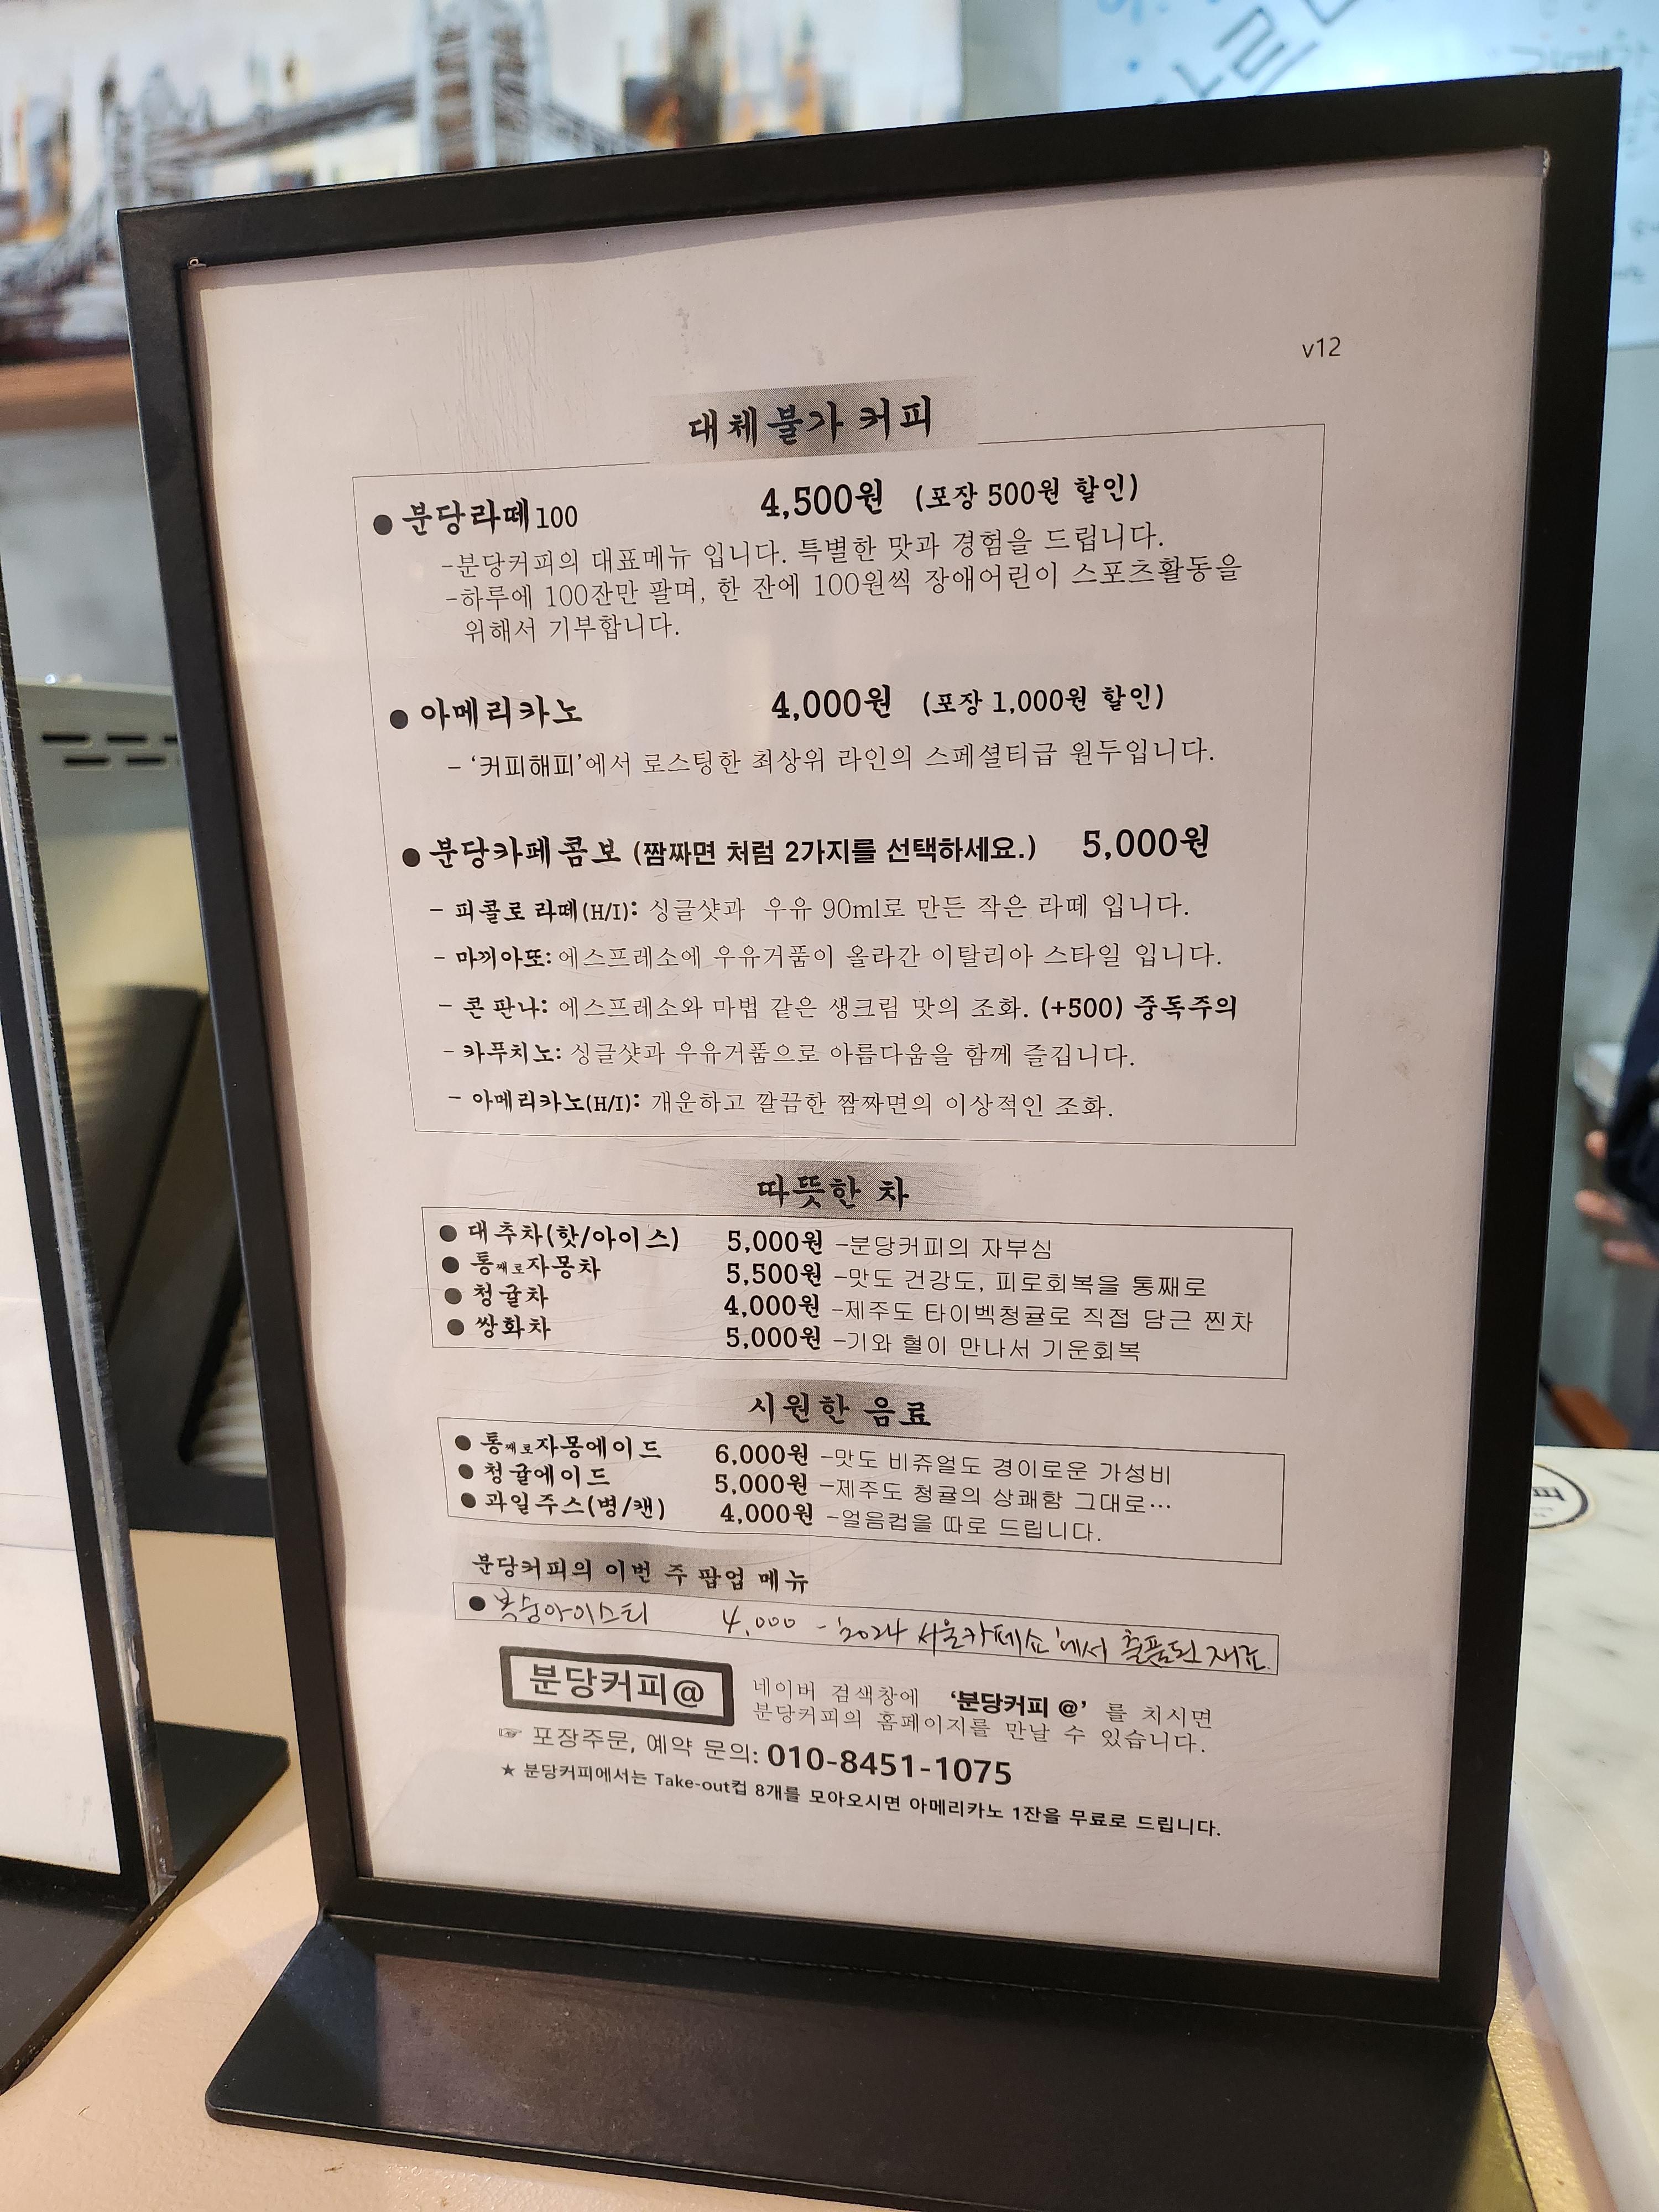 v12
대체불가 커피
● 분당라떼100 4,500원 (포장 500원 할인)
-분당커피의 대표메뉴 입니다. 특별한 맛과 경험을 드립니다.
-하루에 100잔만 팔며, 한 잔에 100원씩 장애어린이 스포츠활동을
위해서 기부합니다.
● 아메리카노 4,000원 (포장 1,000원 할인)
- '커피해피'에서 로스팅한 최상위 라인의 스페셜티급 원두입니다.
● 분당카페콤보 (짬짜면 처럼 2가지를 선택하세요.) 5,000원
- 피콜로 라떼(H/I): 싱글샷과 우유 90ml로 만든 작은 라떼 입니다.
- 마끼아또: 에스프레소에 우유거품이 올라간 이탈리아 스타일 입니다.
- 콘 판나: 에스프레소와 마법 같은 생크림 맛의 조화. (+500) 중독주의
- 카푸치노: 싱글샷과 우유거품으로 아름다움을 함께 즐깁니다.
- 아메리카노(H/I): 개운하고 깔끔한 짬짜면의 이상적인 조화.
따뜻한 차
● 대추차(핫/아이스) 5,000원 -분당커피의 자부심
● 통째로자몽차 5,500원 -맛도 건강도, 피로회복을 통째로
● 청귤차 4,000원 -제주도 타이벡청귤로 직접 담근 찐차
● 쌍화차 5,000원 -기와 혈이 만나서 기운회복
시원한 음료
● 통째로자몽에이드 6,000원 -맛도 비쥬얼도 경이로운 가성비
● 청귤에이드 5,000원 -제주도 청귤의 상쾌함 그대로…
● 과일주스(병/캔) 4,000원 -얼음컵을 따로 드립니다.
분당커피의 이번 주 팝업 메뉴
● 복숭아아이스티 4,000 - '2024 서울카페쇼'에서 출품된 재료.
분당커피@
네이버 검색창에 '분당커피 @' 를 치시면
분당커피의 홈페이지를 만날 수 있습니다.
☞ 포장주문, 예약 문의: 010-8451-1075
★ 분당커피에서는 Take-out컵 8개를 모아오시면 아메리카노 1잔을 무료로 드립니다.